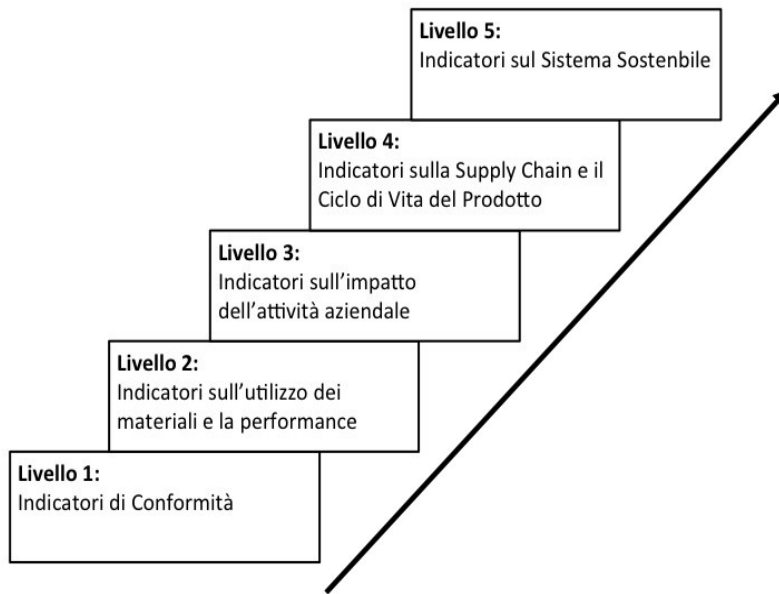 Livello 5:
Indicatori sul Sistema Sostenbile
Livello 4:
Indicatori sulla Supply Chain e il
Ciclo di Vita del Prodotto
Livello 3:
Indicatori sull'impatto
dell'attività aziendale
Livello 2:
Indicatori sull'utilizzo dei
materiali e la performance
Livello 1:
Indicatori di Conformità